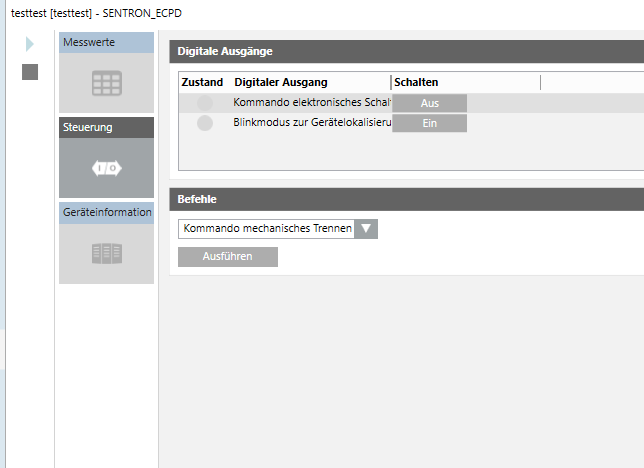 testtest [testtest] - SENTRON_ECPD
Messwerte
Steuerung
Geräteinformation
Digitale Ausgänge
Zustand Digitaler Ausgang Schalten
Kommando elektronisches Schal Aus
Blinkmodus zur Gerätelokalisieru Ein
Befehle
Kommando mechanisches Trennen
Ausführen